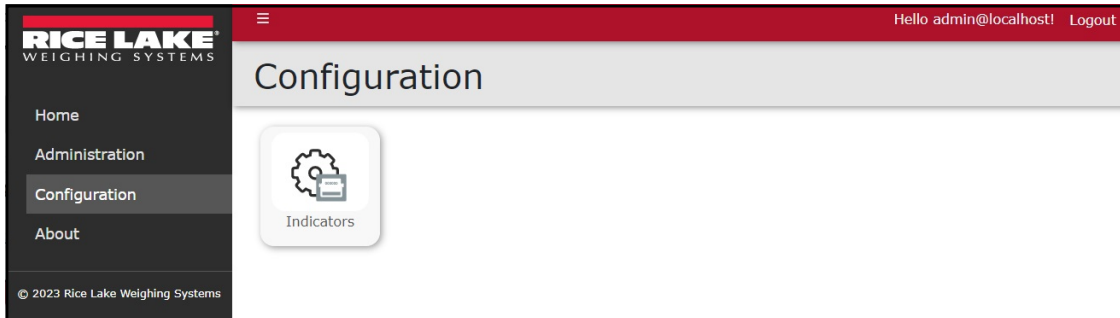 RICE LAKE®
WEIGHING SYSTEMS
Home
Administration
Configuration
About
© 2023 Rice Lake Weighing Systems
☰
Hello admin@localhost! Logout
Configuration
Indicators